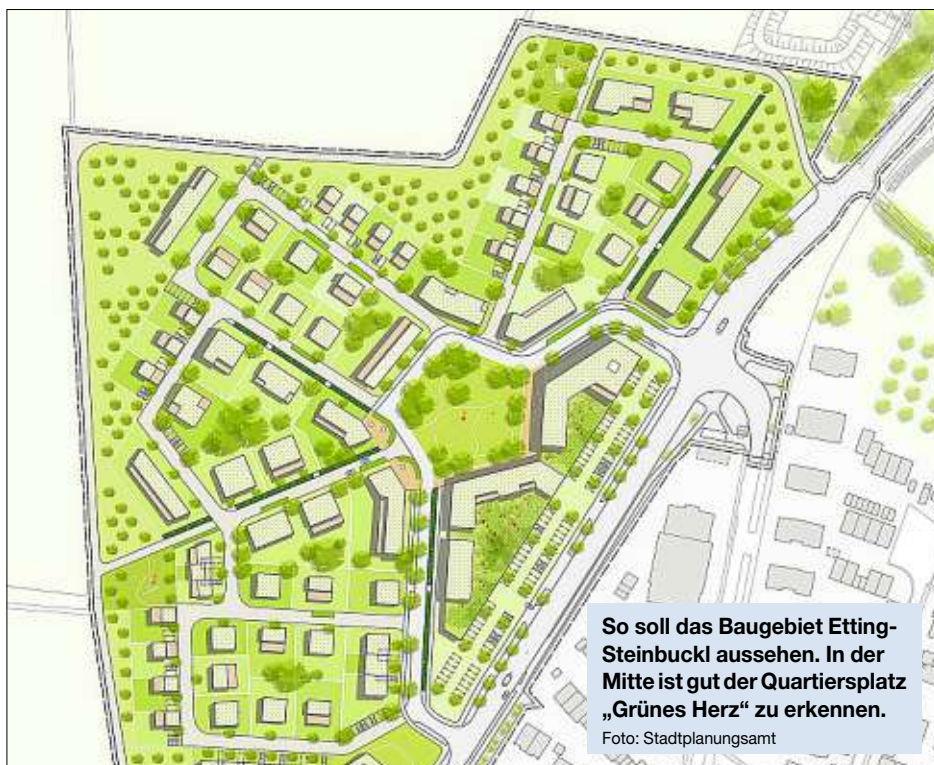 So soll das Baugebiet Etting-
Steinbuckl aussehen. In der
Mitte ist gut der Quartiersplatz
„Grünes Herz“ zu erkennen.
Foto: Stadtplanungsamt